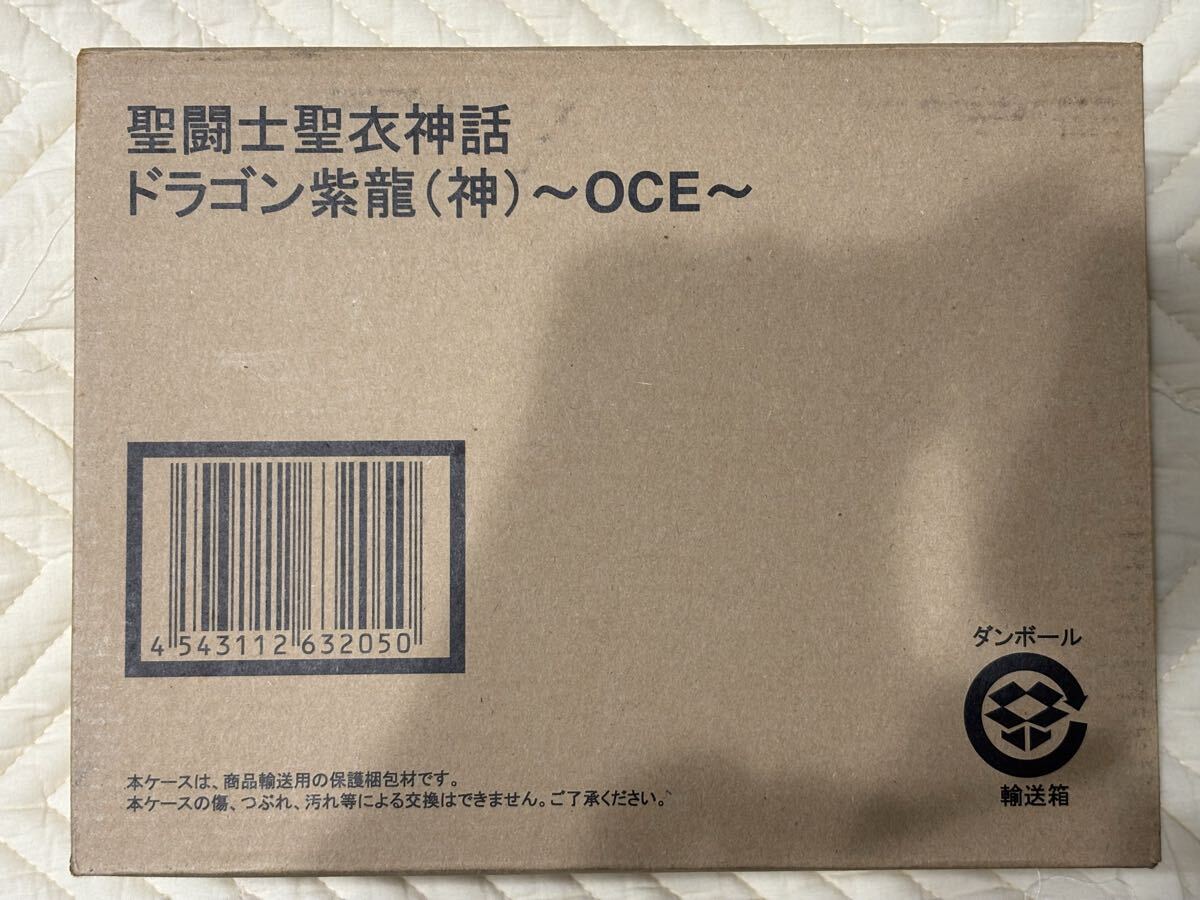 聖闘士聖衣神話
ドラゴン紫龍(神)~OCE~
4 543112 632050
ダンボール
輸送箱
本ケースは、商品輸送用の保護梱包材です。
本ケースの傷、つぶれ、汚れ等による交換はできません。ご了承ください。